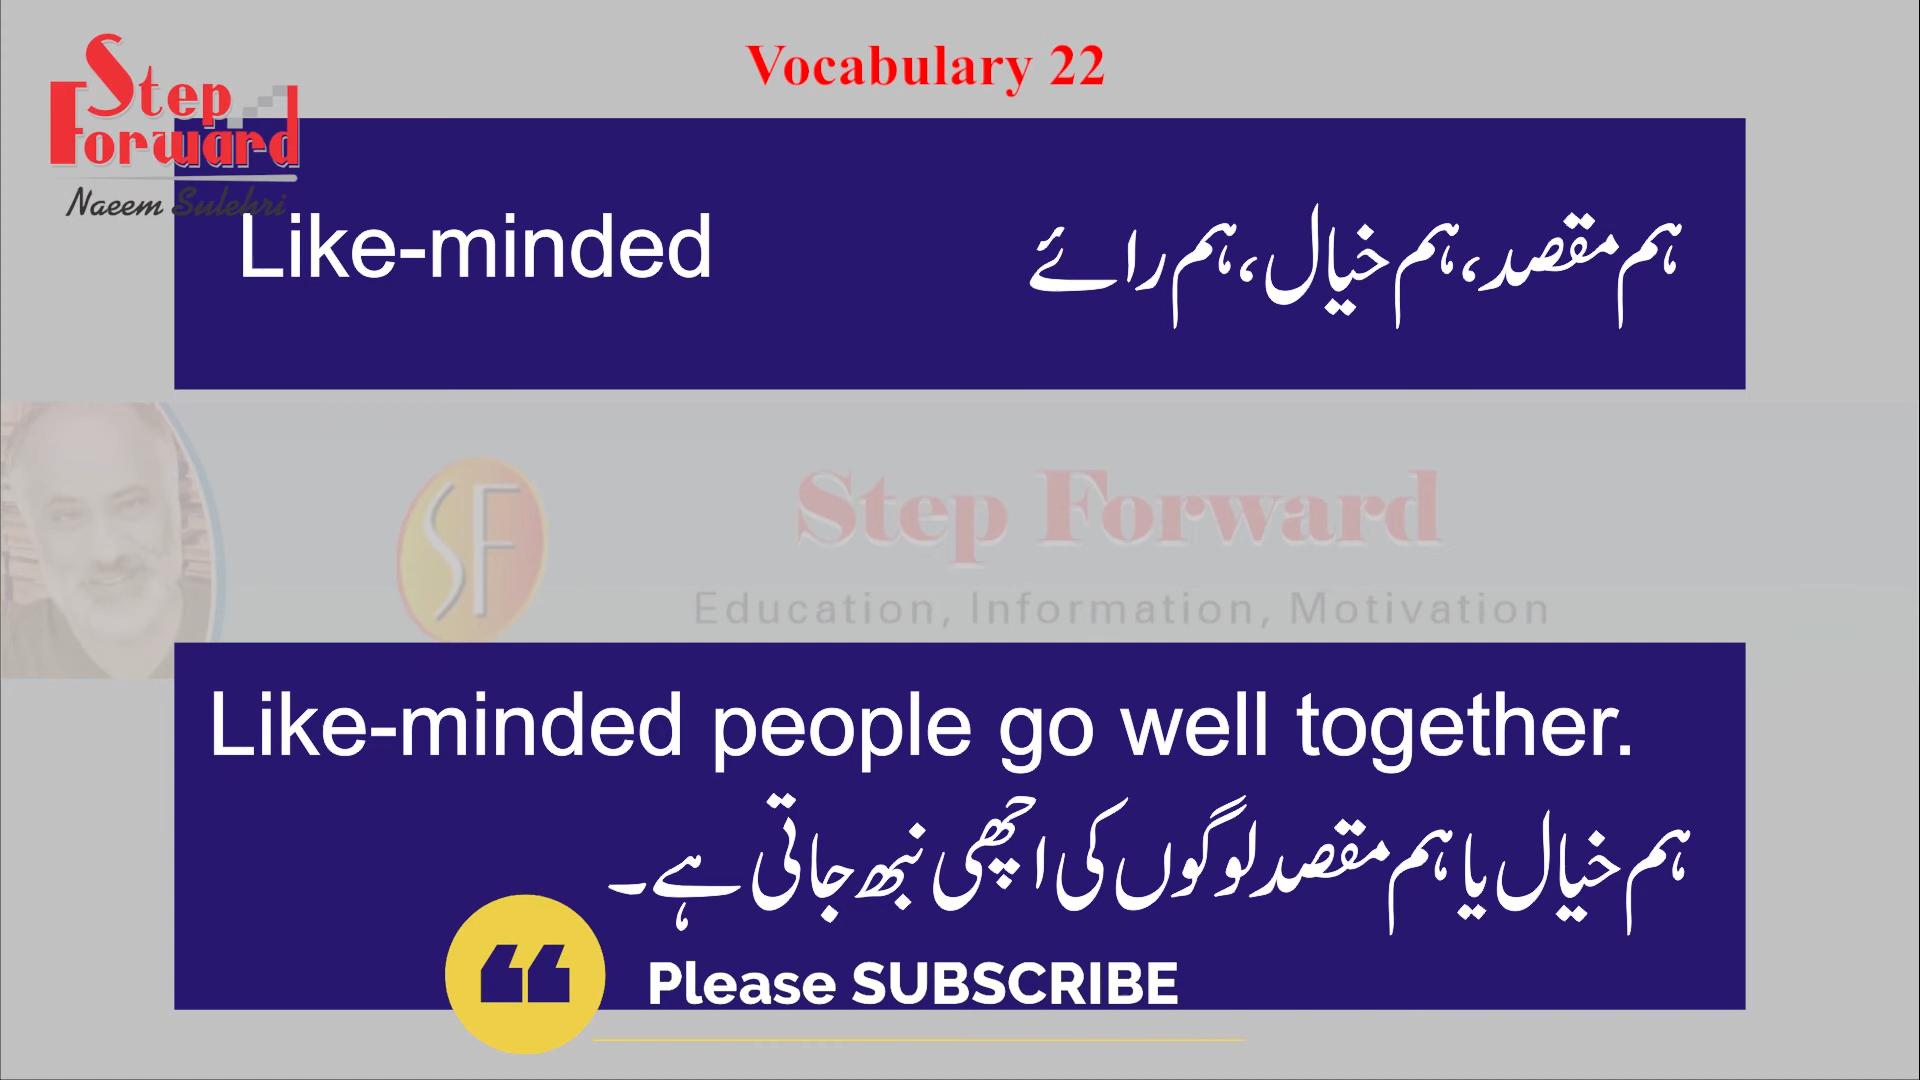 Vocabulary 22
Step
Forward
Naeem Sulehri
Like-minded
ہم مقصد، ہم خیال، ہم رائے
SF
Step Forward
Education, Information, Motivation
Like-minded people go well together.
ہم خیال یا ہم مقصد لوگوں کی اچھی نبھ جاتی ہے۔
Please SUBSCRIBE